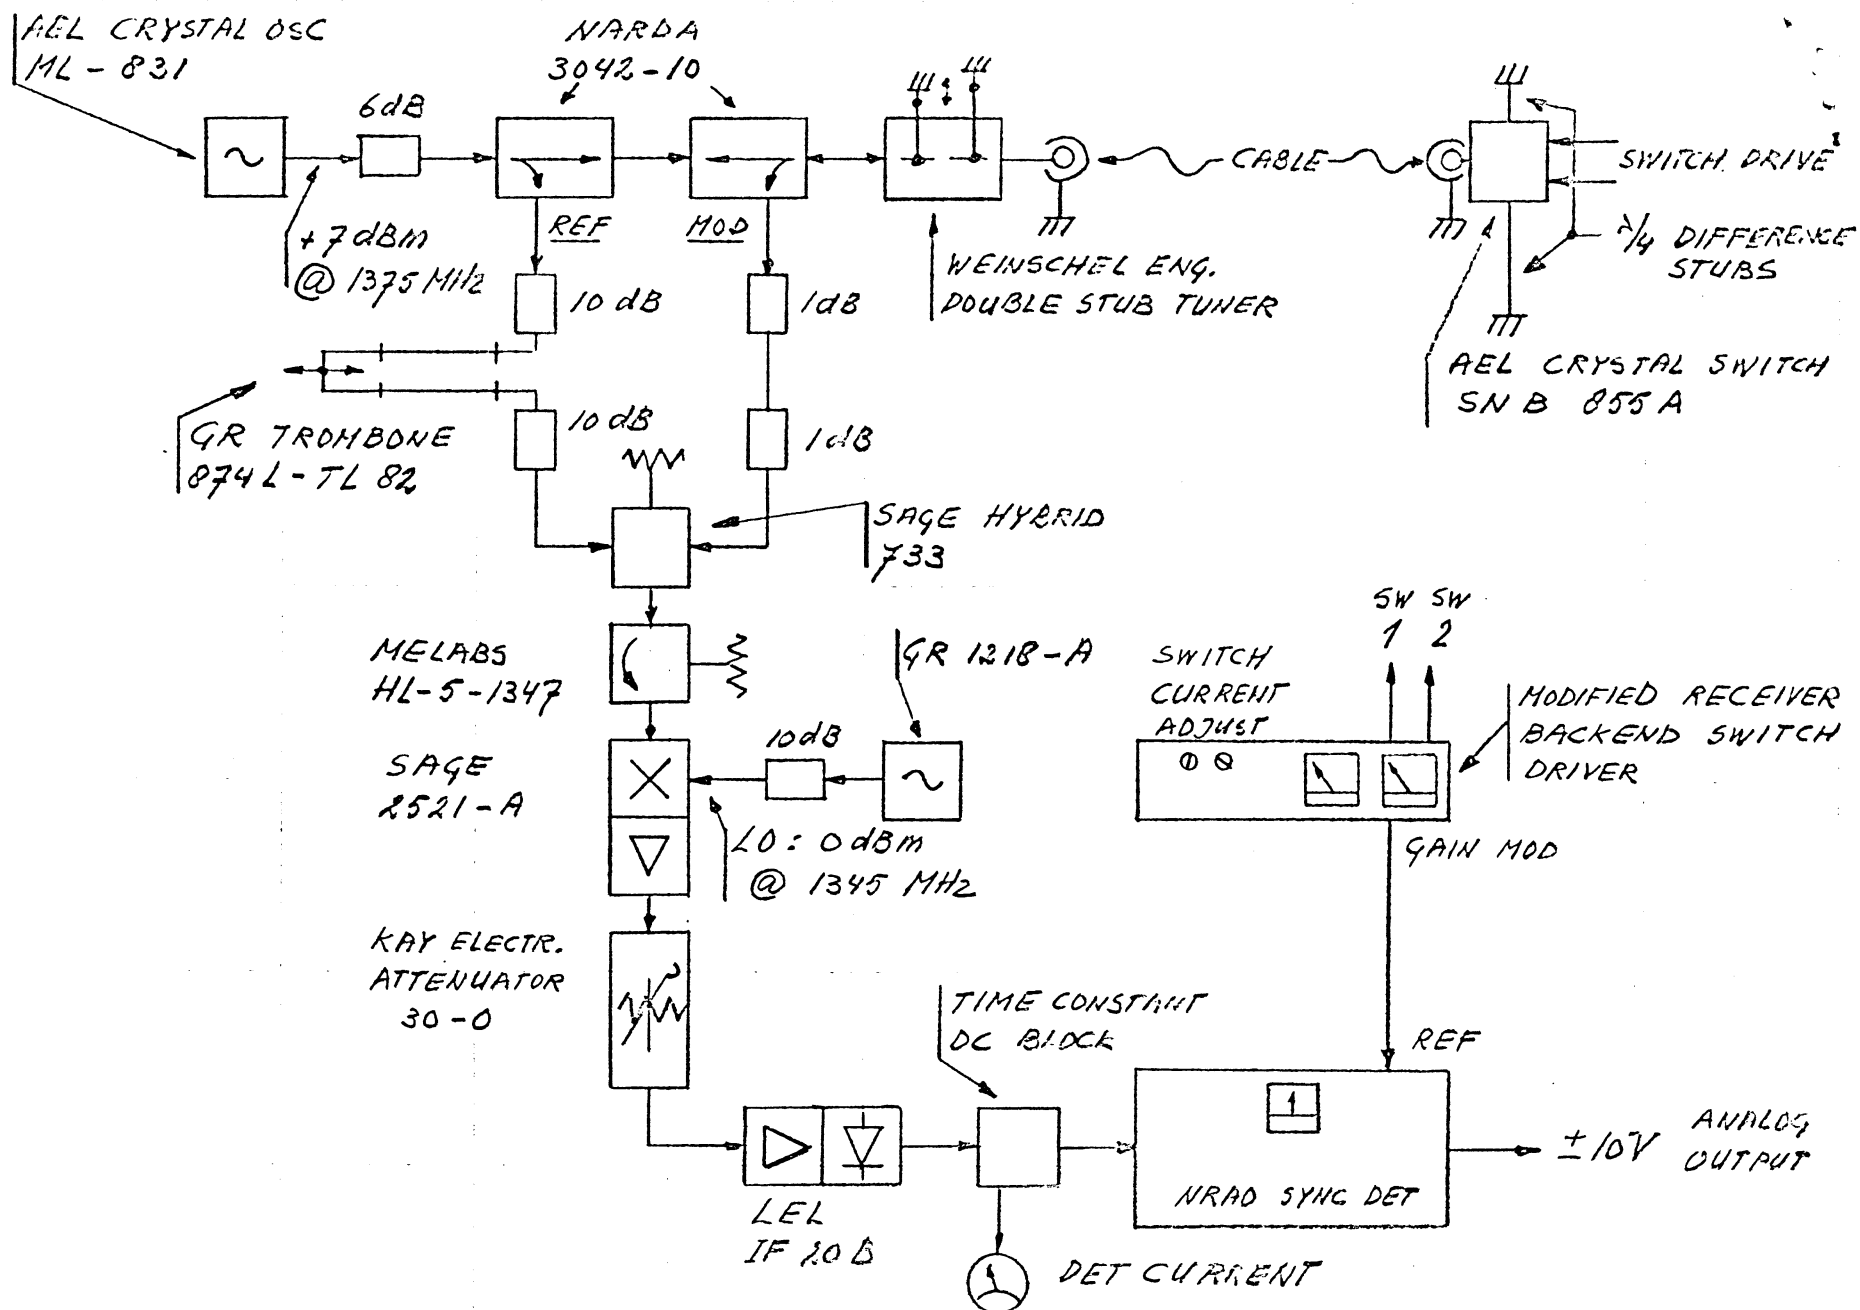 AEL CRYSTAL OSC
ML - 831
NARDA
3042-10
6dB
+7dBm
@ 1375 MHz
REF
MOD
10 dB
1dB
WEINSCHEL ENG.
DOUBLE STUB TUNER
CABLE
SWITCH DRIVE
λ/4 DIFFERENCE
STUBS
AEL CRYSTAL SWITCH
SNB 855A
GR TROMBONE
874L-TL 82
10 dB
1dB
SAGE HYBRID
733
MELABS
HL-5-1347
GR 1218-A
SAGE
2521-A
10dB
LO: 0dBm
@ 1345 MHz
SWITCH
CURRENT
ADJUST
SW SW
1 2
MODIFIED RECEIVER
BACKEND SWITCH
DRIVER
GAIN MOD
KAY ELECTR.
ATTENUATOR
30-0
TIME CONSTANT
DC BLOCK
REF
NRAO SYNC DET
±10V
ANALOG
OUTPUT
LEL
IF 20B
DET CURRENT